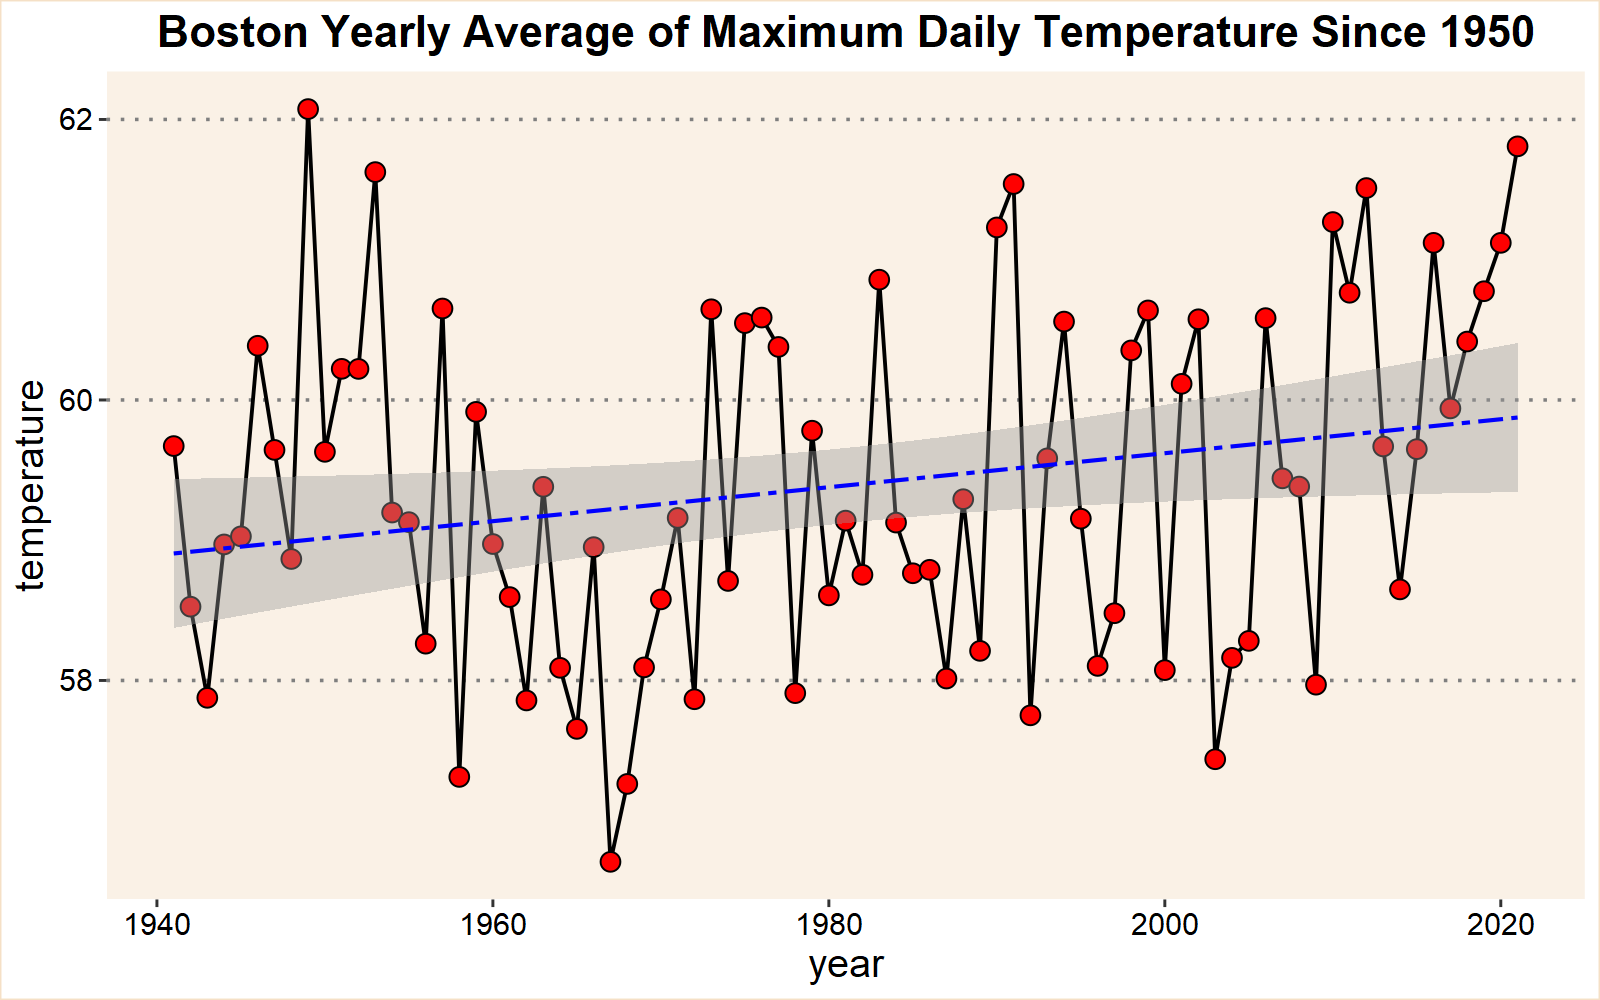 Boston Yearly Average of Maximum Daily Temperature Since 1950
62
60
58
temperature
1940 1960 1980 2000 2020
year